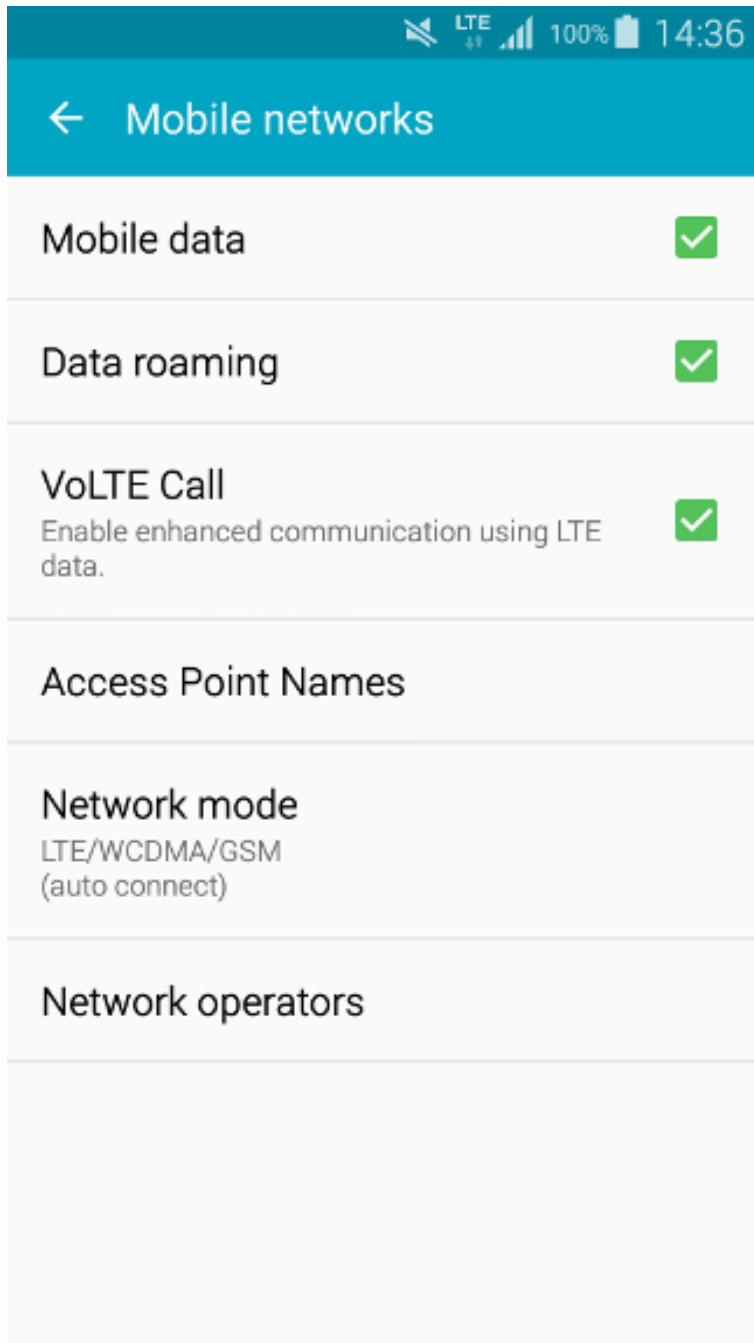 LTE 100% 14:36
Mobile networks
Mobile data
Data roaming
VoLTE Call
Enable enhanced communication using LTE
data.
Access Point Names
Network mode
LTE/WCDMA/GSM
(auto connect)
Network operators